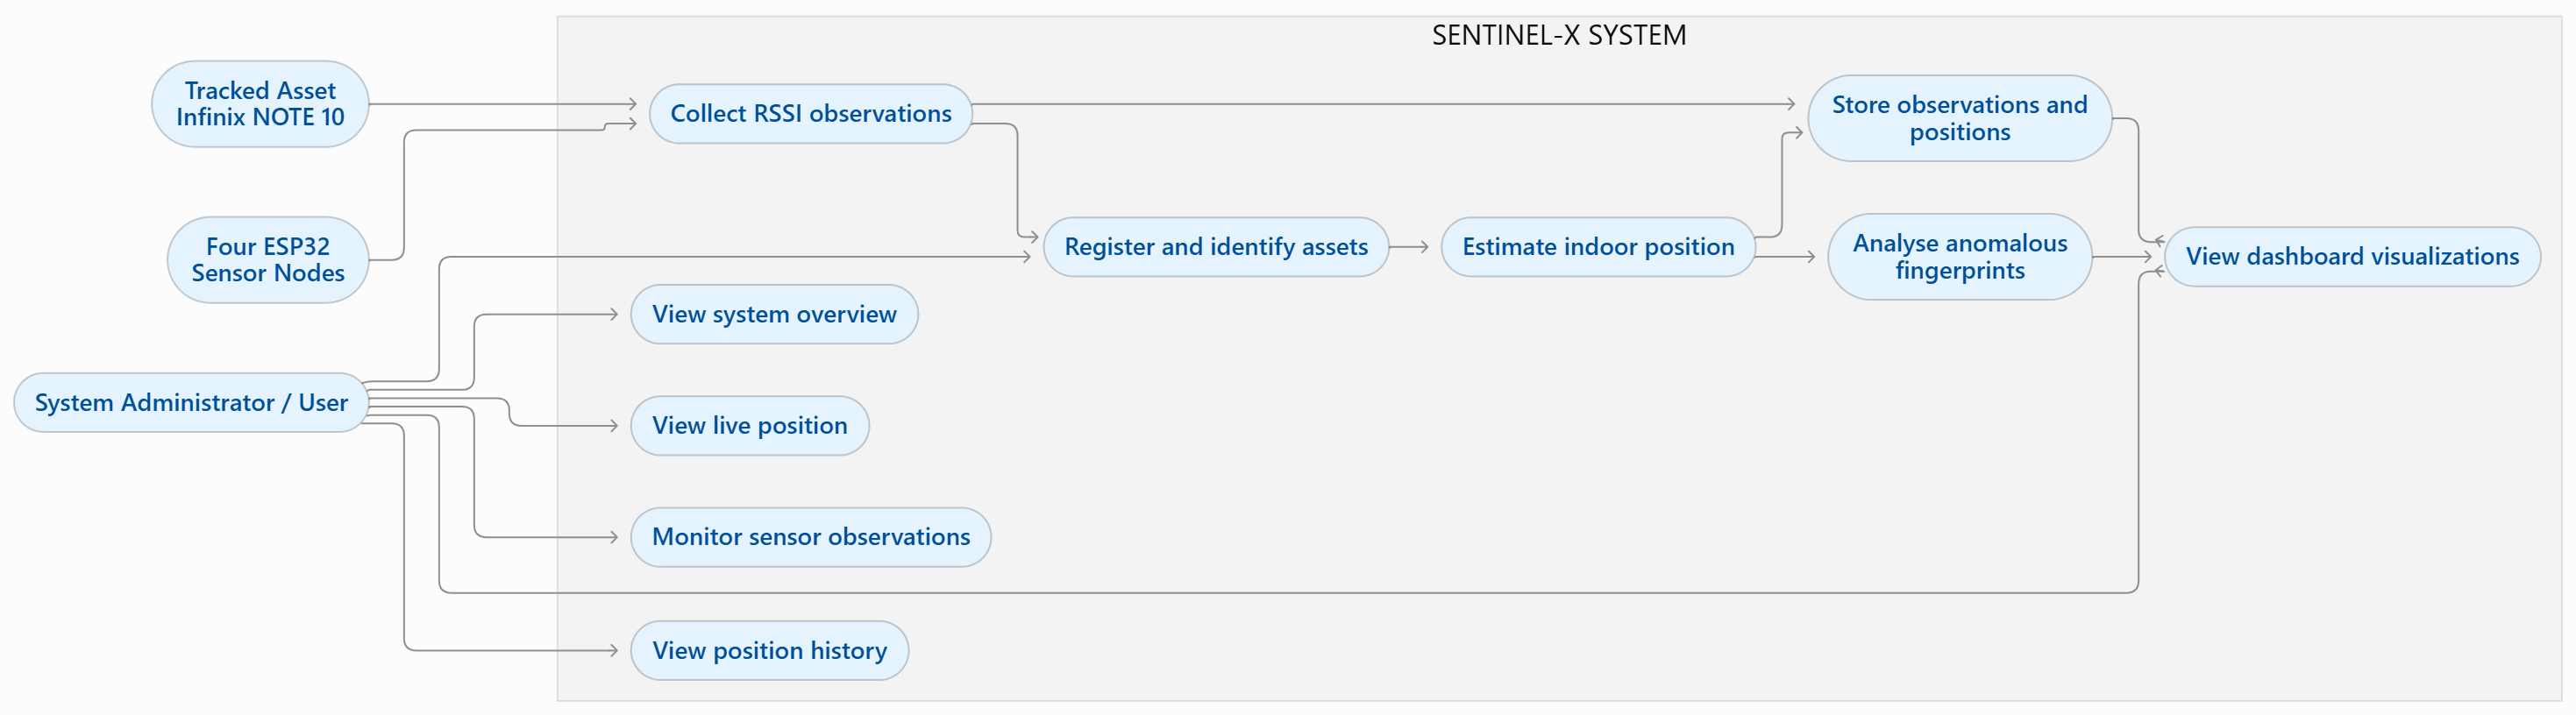 SENTINEL-X SYSTEM
Tracked Asset
Infinix NOTE 10
Collect RSSI observations
Store observations and
positions
Four ESP32
Sensor Nodes
Register and identify assets
Estimate indoor position
Analyse anomalous
fingerprints
View dashboard visualizations
View system overview
System Administrator / User
View live position
Monitor sensor observations
View position history